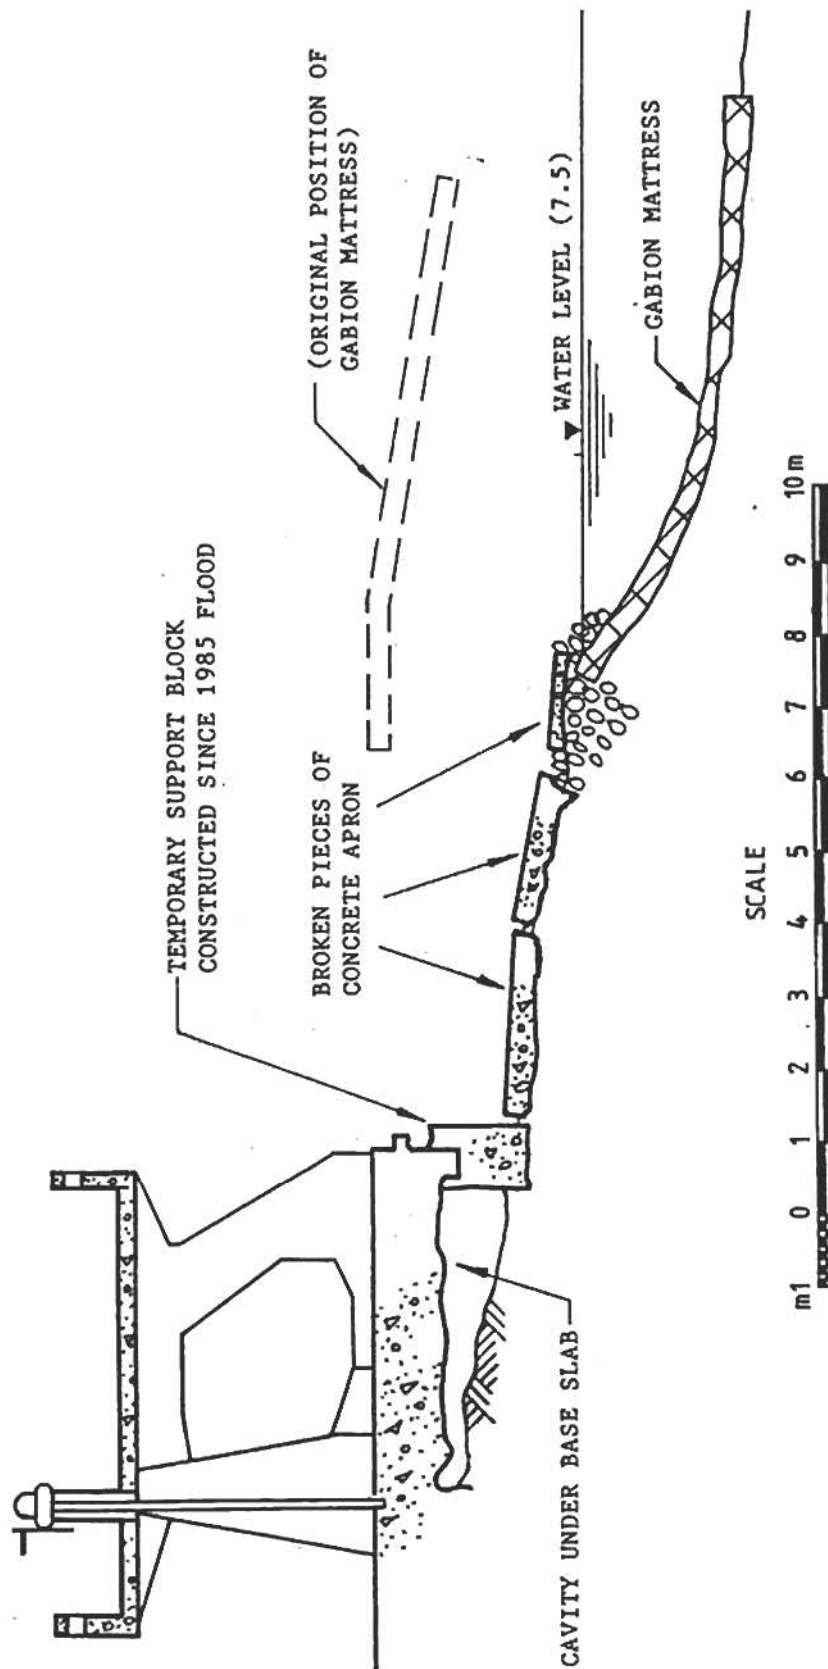 TEMPORARY SUPPORT BLOCK
CONSTRUCTED SINCE 1985 FLOOD
(ORIGINAL POSITION OF
GABION MATTRESS)
BROKEN PIECES OF
CONCRETE APRON
WATER LEVEL (7.5)
GABION MATTRESS
CAVITY UNDER BASE SLAB
SCALE
m1 0 1 2 3 4 5 6 7 8 9 10m